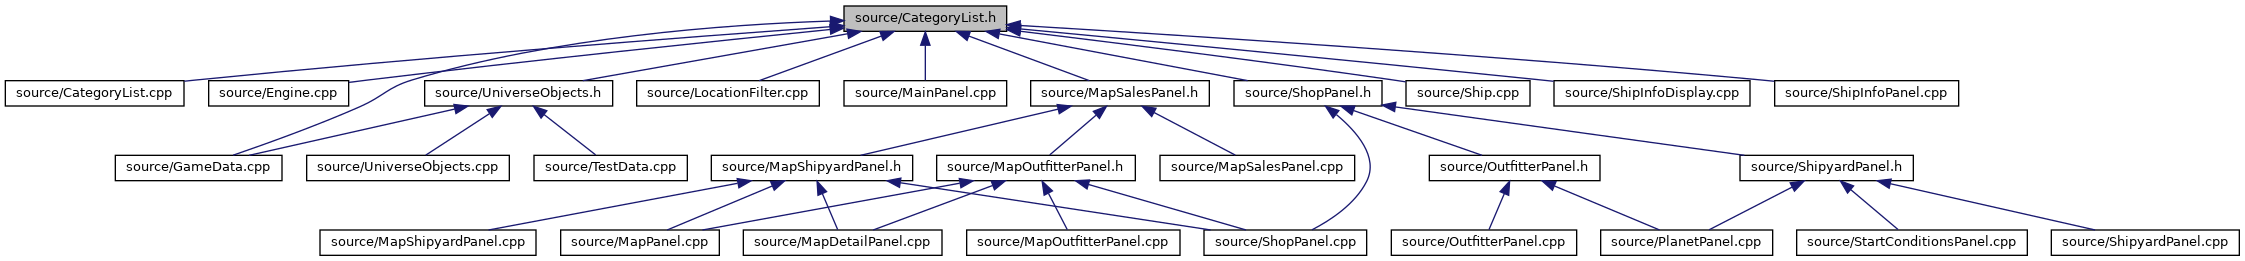 source/CategoryList.h
source/CategoryList.cpp
source/Engine.cpp
source/UniverseObjects.h
source/LocationFilter.cpp
source/MainPanel.cpp
source/MapSalesPanel.h
source/ShopPanel.h
source/Ship.cpp
source/ShipInfoDisplay.cpp
source/ShipInfoPanel.cpp
source/GameData.cpp
source/UniverseObjects.cpp
source/TestData.cpp
source/MapShipyardPanel.h
source/MapOutfitterPanel.h
source/MapSalesPanel.cpp
source/OutfitterPanel.h
source/ShipyardPanel.h
source/MapShipyardPanel.cpp
source/MapPanel.cpp
source/MapDetailPanel.cpp
source/MapOutfitterPanel.cpp
source/ShopPanel.cpp
source/OutfitterPanel.cpp
source/PlanetPanel.cpp
source/StartConditionsPanel.cpp
source/ShipyardPanel.cpp